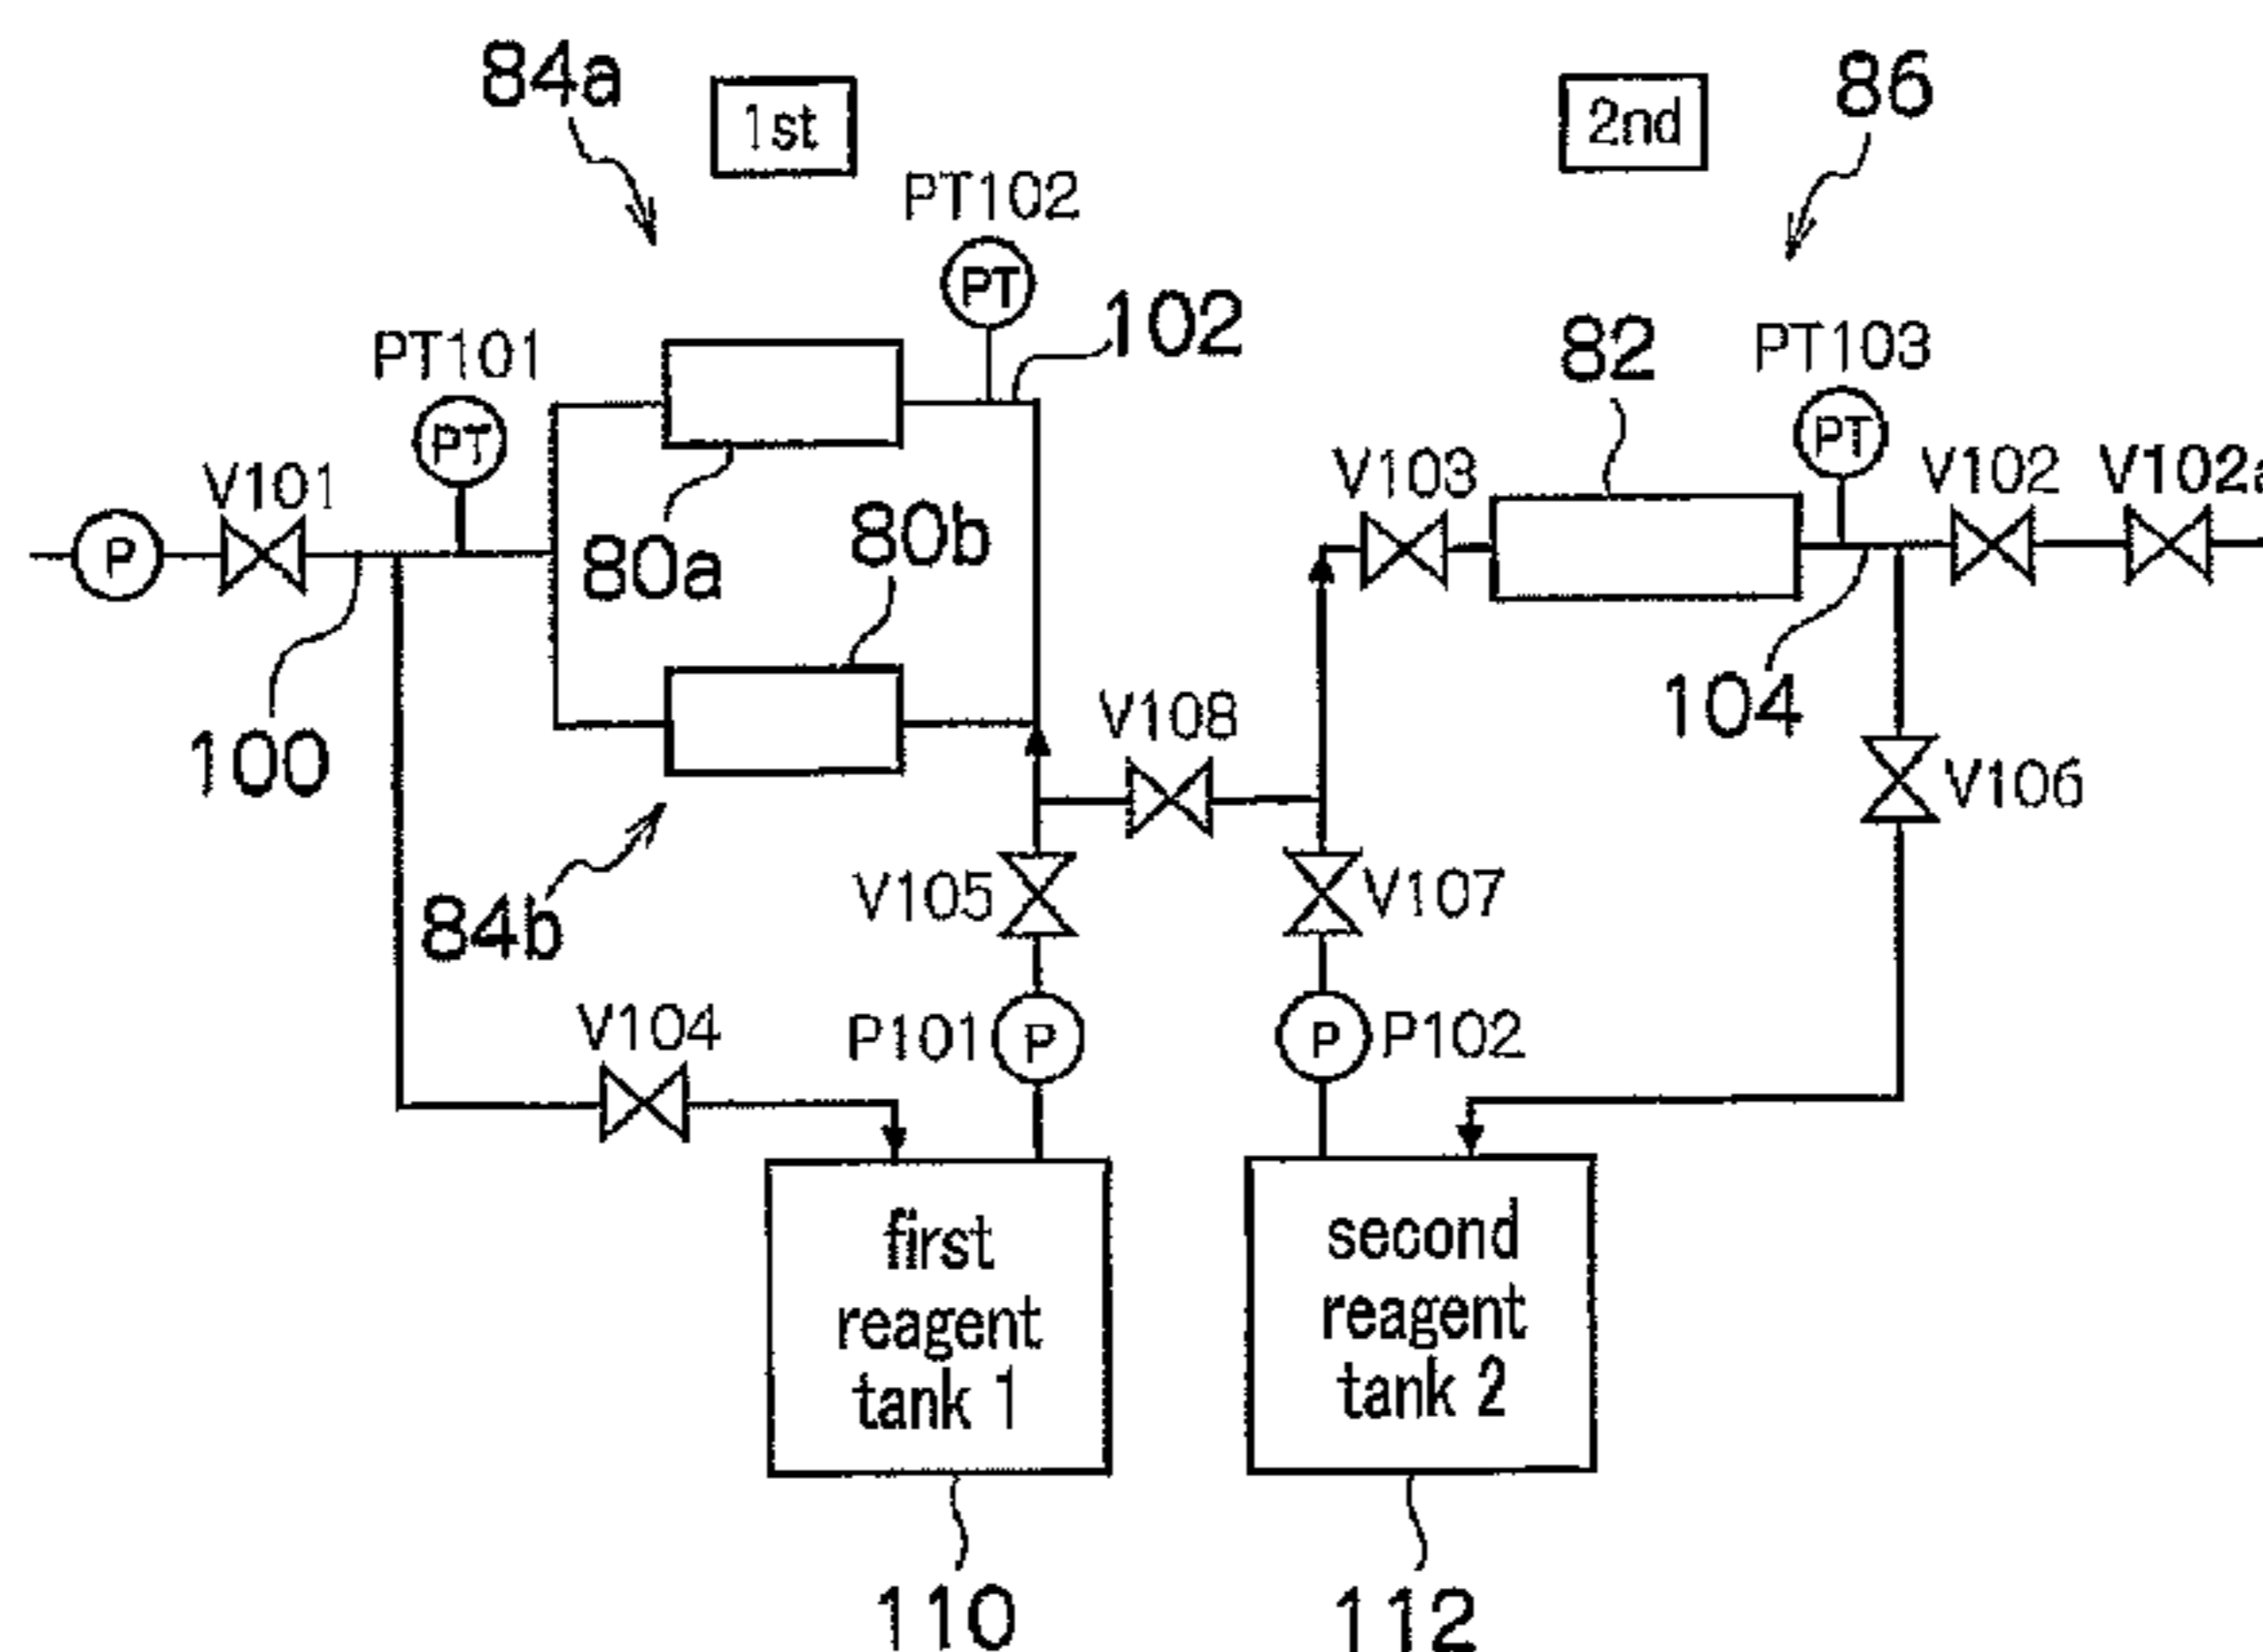 84a
1st
2nd
86
PT102
PT
102
PT101
PT
82
PT103
PT
V101
P
80a
80b
V103
V102
V102a
100
V108
104
V106
84b
V105
V107
V104
P101
P
P
P102
first
reagent
tank 1
second
reagent
tank 2
110
112